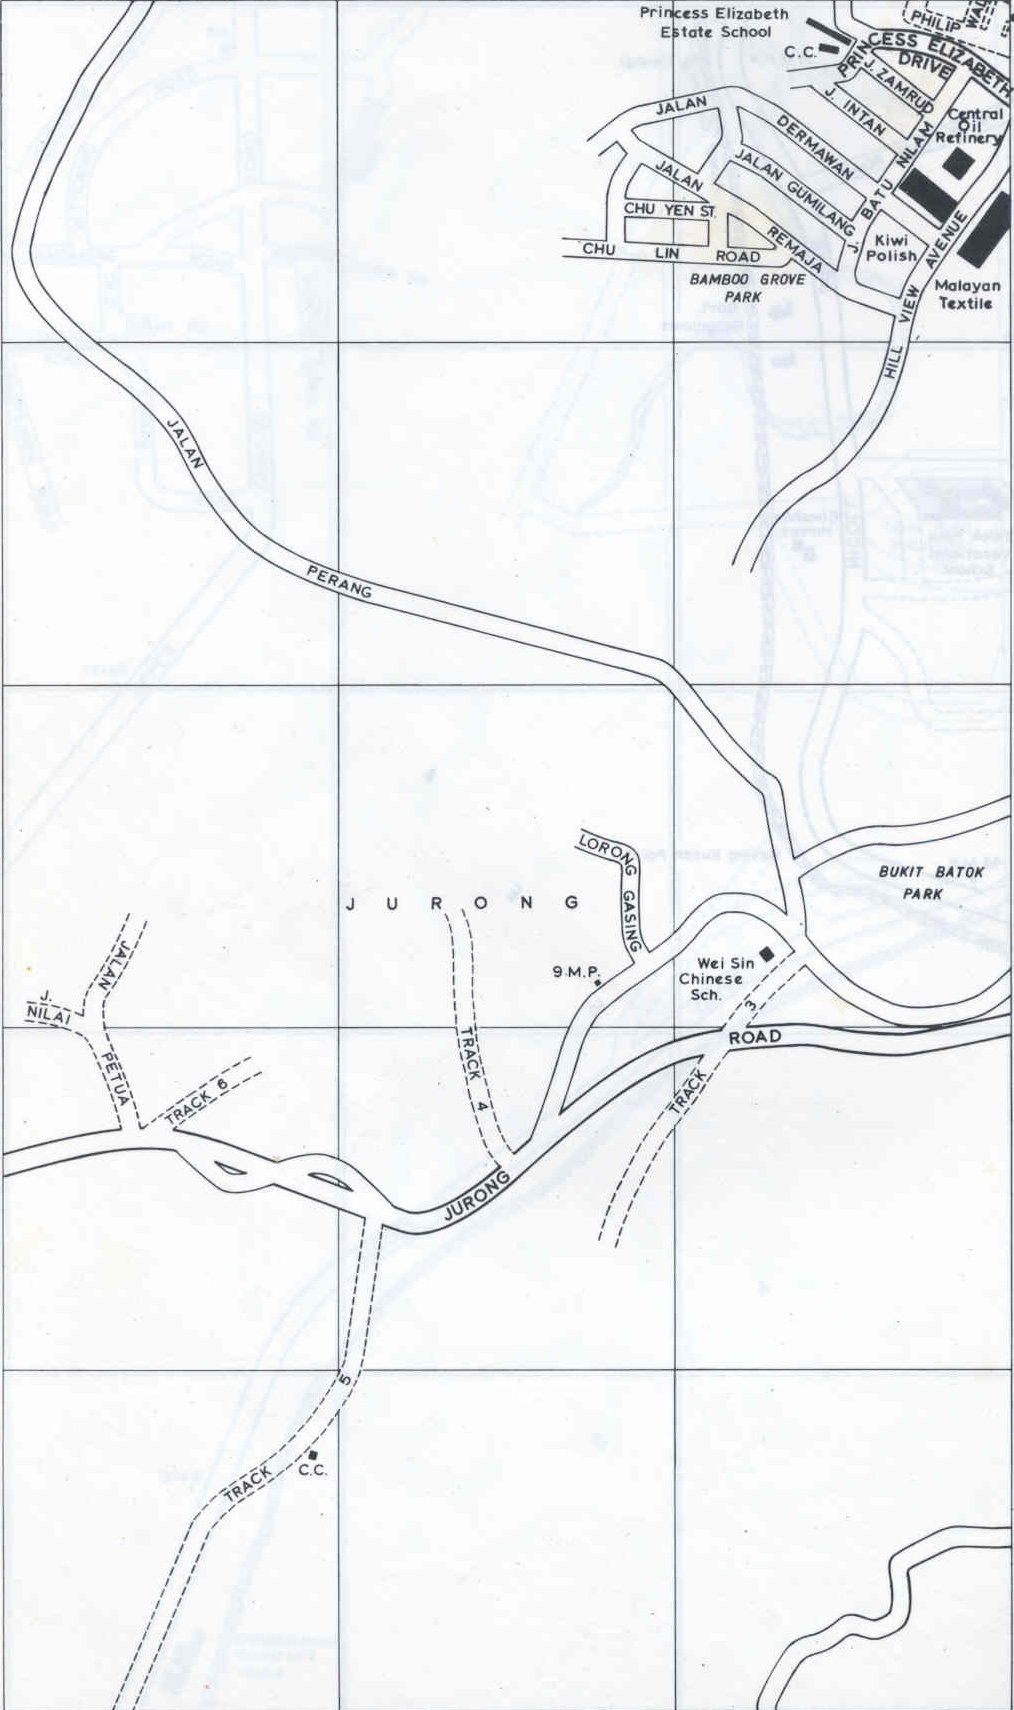 Princess Elizabeth
Estate School
C.C.
PHILIP
PRINCESS ELIZABETH
DRIVE
J. ZAMRUD
J. INTAN
Central
Oil
Refinery
JALAN
DERMAWAN
J. BATU NILAM
JALAN GUMILANG
JALAN
REMAJA
CHU YEN ST.
CHU LIN ROAD
BAMBOO GROVE
PARK
Kiwi
Polish
HILL VIEW AVENUE
Malayan
Textile
JALAN
PERANG
LORONG GASING
BUKIT BATOK
PARK
JURONG
9 M.P.
Wei Sin
Chinese
Sch.
JALAN
PETUA
J.
NILAI
TRACK 6
TRACK 4
TRACK 3
JURONG
ROAD
TRACK 5
C.C.